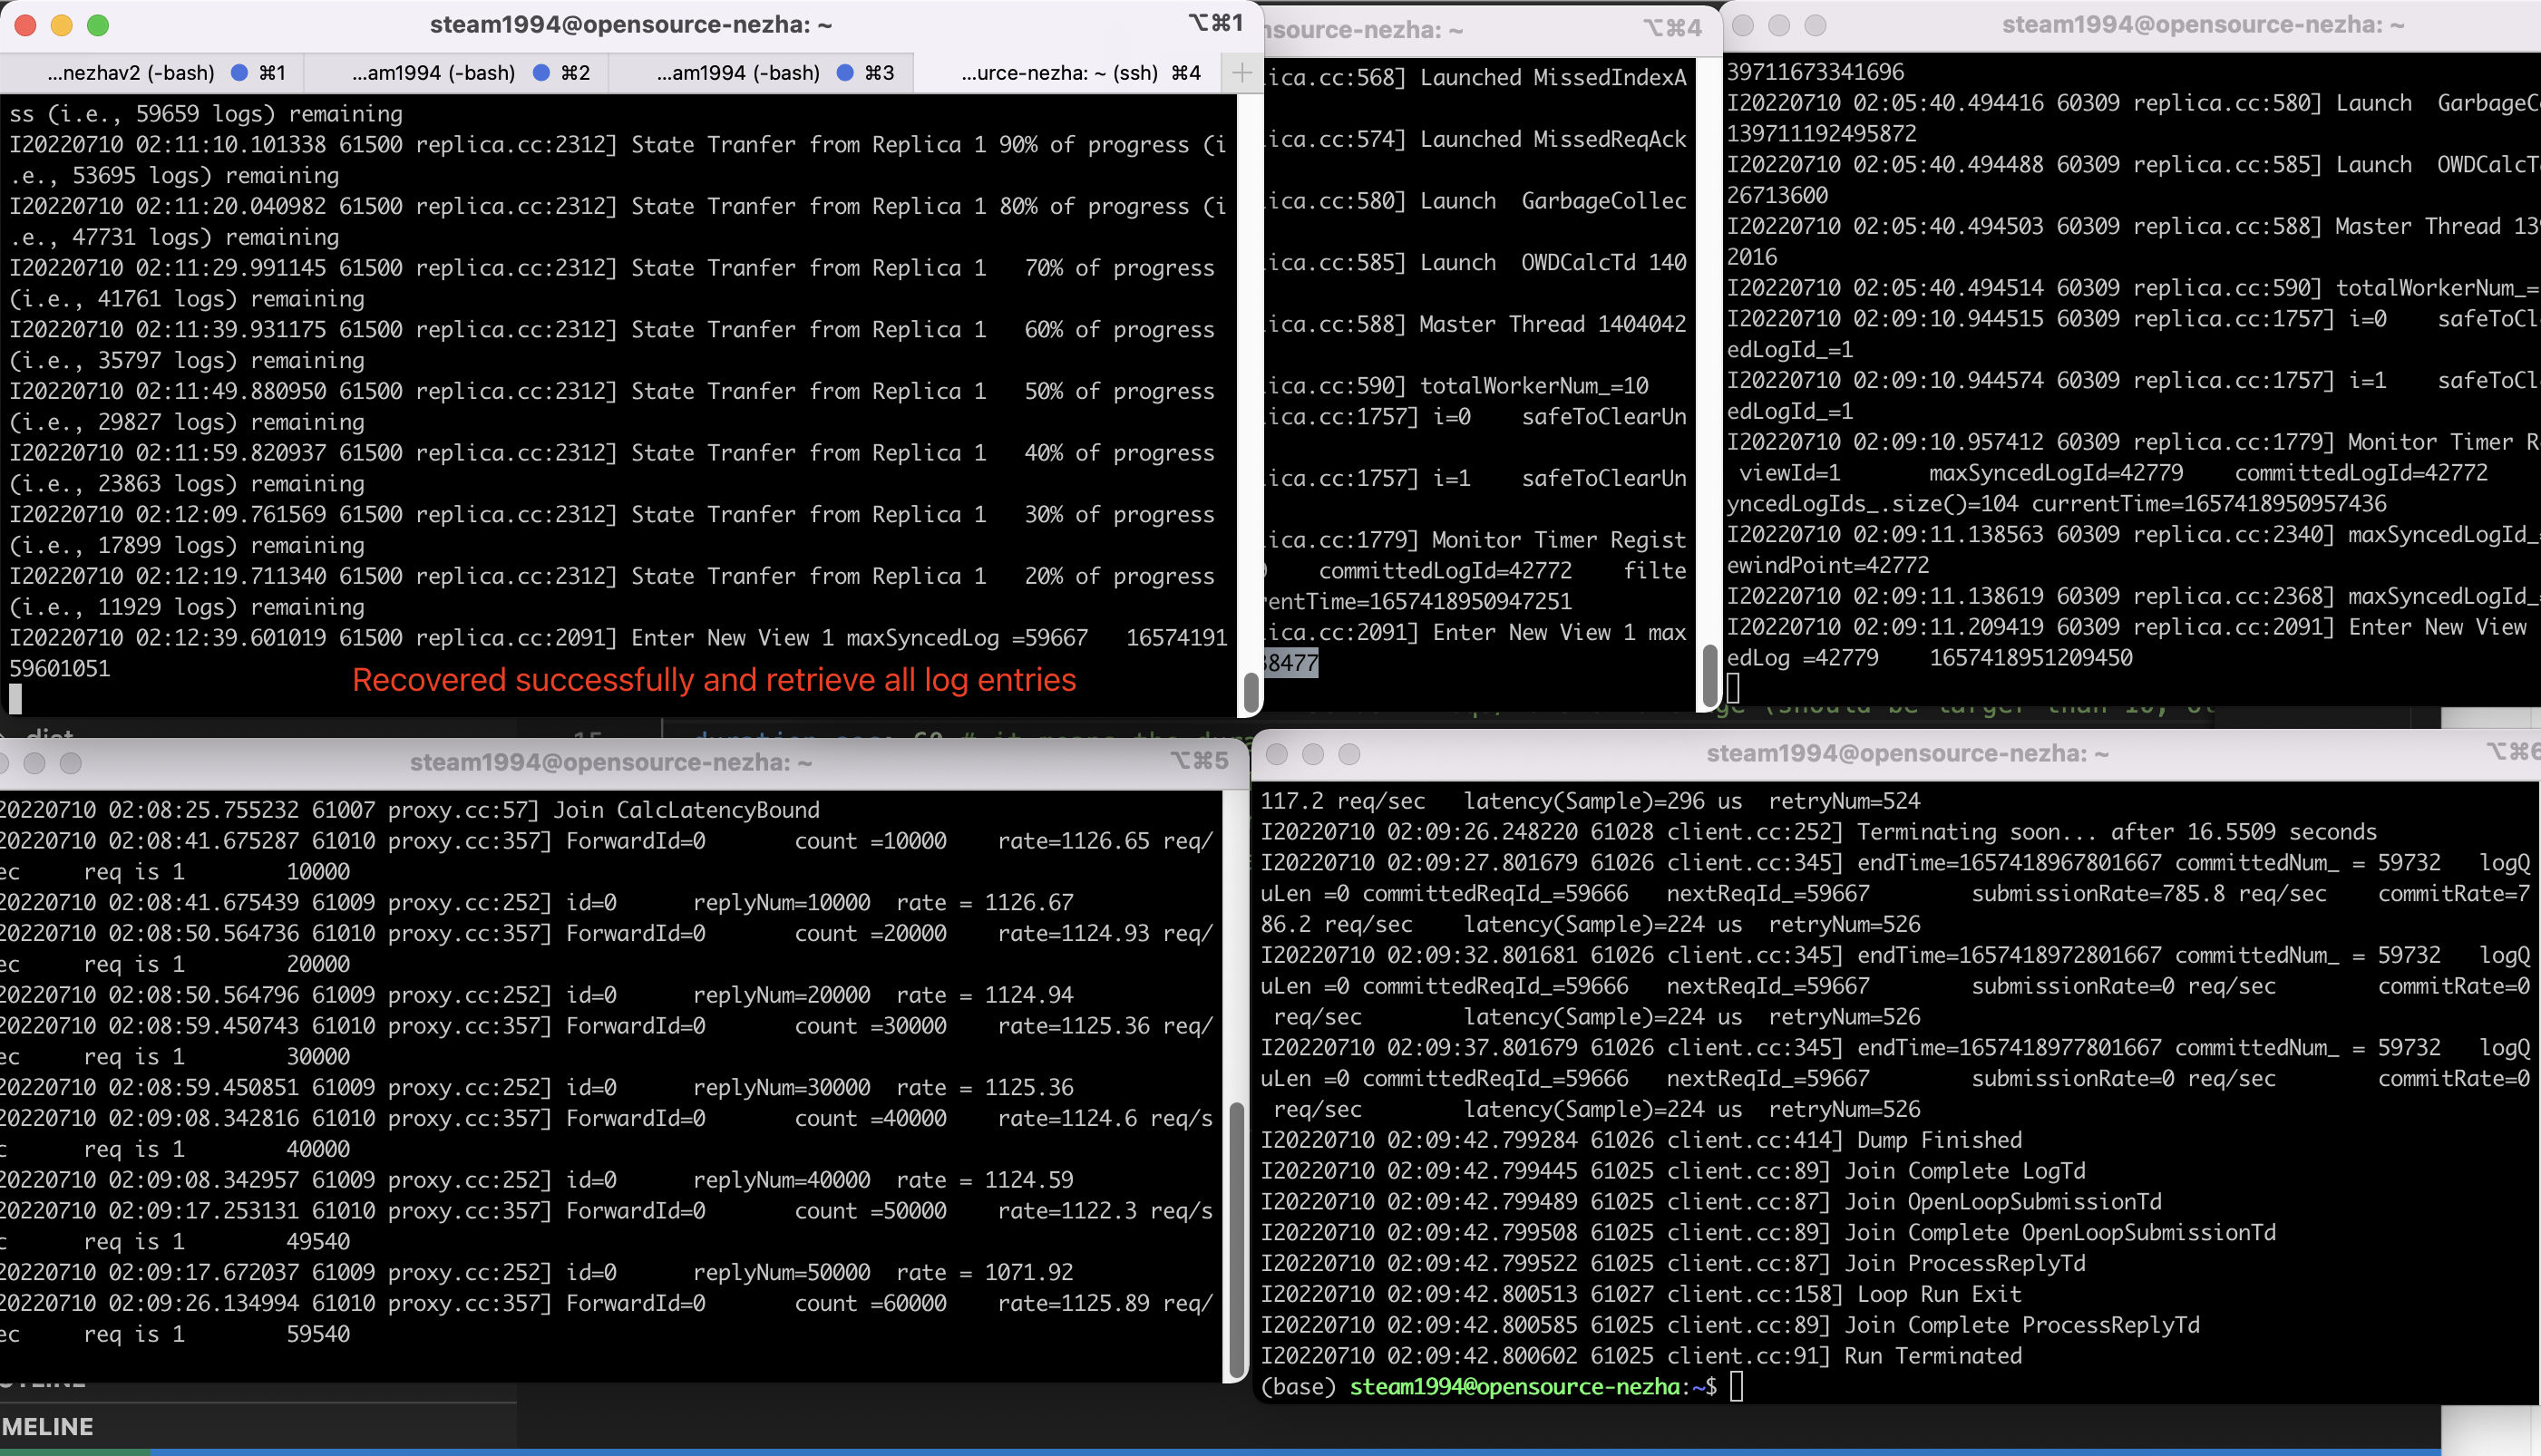 steam1994@opensource-nezha: ~ ⌥⌘1
...nezhav2 (-bash) ⌘1 ...am1994 (-bash) ⌘2 ...am1994 (-bash) ⌘3 ...urce-nezha: ~ (ssh) ⌘4
ss (i.e., 59659 logs) remaining
I20220710 02:11:10.101338 61500 replica.cc:2312] State Tranfer from Replica 1 90% of progress (i
.e., 53695 logs) remaining
I20220710 02:11:20.040982 61500 replica.cc:2312] State Tranfer from Replica 1 80% of progress (i
.e., 47731 logs) remaining
I20220710 02:11:29.991145 61500 replica.cc:2312] State Tranfer from Replica 1 70% of progress
(i.e., 41761 logs) remaining
I20220710 02:11:39.931175 61500 replica.cc:2312] State Tranfer from Replica 1 60% of progress
(i.e., 35797 logs) remaining
I20220710 02:11:49.880950 61500 replica.cc:2312] State Tranfer from Replica 1 50% of progress
(i.e., 29827 logs) remaining
I20220710 02:11:59.820937 61500 replica.cc:2312] State Tranfer from Replica 1 40% of progress
(i.e., 23863 logs) remaining
I20220710 02:12:09.761569 61500 replica.cc:2312] State Tranfer from Replica 1 30% of progress
(i.e., 17899 logs) remaining
I20220710 02:12:19.711340 61500 replica.cc:2312] State Tranfer from Replica 1 20% of progress
(i.e., 11929 logs) remaining
I20220710 02:12:39.601019 61500 replica.cc:2091] Enter New View 1 maxSyncedLog =59667 16574191
59601051
Recovered successfully and retrieve all log entries
nsource-nezha: ~ ⌥⌘4
lica.cc:568] Launched MissedIndexA
lica.cc:574] Launched MissedReqAck
lica.cc:580] Launch GarbageCollec
lica.cc:585] Launch OWDCalcTd 140
lica.cc:588] Master Thread 1404042
lica.cc:590] totalWorkerNum_=10
lica.cc:1757] i=0 safeToClearUn
lica.cc:1757] i=1 safeToClearUn
lica.cc:1779] Monitor Timer Regist
committedLogId=42772 filte
rentTime=1657418950947251
lica.cc:2091] Enter New View 1 max
38477
steam1994@opensource-nezha: ~
39711673341696
I20220710 02:05:40.494416 60309 replica.cc:580] Launch GarbageC
139711192495872
I20220710 02:05:40.494488 60309 replica.cc:585] Launch OWDCalcT
26713600
I20220710 02:05:40.494503 60309 replica.cc:588] Master Thread 13
2016
I20220710 02:05:40.494514 60309 replica.cc:590] totalWorkerNum_=
I20220710 02:09:10.944515 60309 replica.cc:1757] i=0 safeToCl
edLogId_=1
I20220710 02:09:10.944574 60309 replica.cc:1757] i=1 safeToCl
edLogId_=1
I20220710 02:09:10.957412 60309 replica.cc:1779] Monitor Timer R
viewId=1 maxSyncedLogId=42779 committedLogId=42772
yncedLogIds_.size()=104 currentTime=1657418950957436
I20220710 02:09:11.138563 60309 replica.cc:2340] maxSyncedLogId_
ewindPoint=42772
I20220710 02:09:11.138619 60309 replica.cc:2368] maxSyncedLogId_
I20220710 02:09:11.209419 60309 replica.cc:2091] Enter New View
edLog =42779 1657418951209450
steam1994@opensource-nezha: ~ ⌥⌘5
20220710 02:08:25.755232 61007 proxy.cc:57] Join CalcLatencyBound
20220710 02:08:41.675287 61010 proxy.cc:357] ForwardId=0 count =10000 rate=1126.65 req/
ec req is 1 10000
20220710 02:08:41.675439 61009 proxy.cc:252] id=0 replyNum=10000 rate = 1126.67
20220710 02:08:50.564736 61010 proxy.cc:357] ForwardId=0 count =20000 rate=1124.93 req/
ec req is 1 20000
20220710 02:08:50.564796 61009 proxy.cc:252] id=0 replyNum=20000 rate = 1124.94
20220710 02:08:59.450743 61010 proxy.cc:357] ForwardId=0 count =30000 rate=1125.36 req/
ec req is 1 30000
20220710 02:08:59.450851 61009 proxy.cc:252] id=0 replyNum=30000 rate = 1125.36
20220710 02:09:08.342816 61010 proxy.cc:357] ForwardId=0 count =40000 rate=1124.6 req/s
c req is 1 40000
20220710 02:09:08.342957 61009 proxy.cc:252] id=0 replyNum=40000 rate = 1124.59
20220710 02:09:17.253131 61010 proxy.cc:357] ForwardId=0 count =50000 rate=1122.3 req/s
c req is 1 49540
20220710 02:09:17.672037 61009 proxy.cc:252] id=0 replyNum=50000 rate = 1071.92
20220710 02:09:26.134994 61010 proxy.cc:357] ForwardId=0 count =60000 rate=1125.89 req/
ec req is 1 59540
steam1994@opensource-nezha: ~ ⌥⌘6
117.2 req/sec latency(Sample)=296 us retryNum=524
I20220710 02:09:26.248220 61028 client.cc:252] Terminating soon... after 16.5509 seconds
I20220710 02:09:27.801679 61026 client.cc:345] endTime=1657418967801667 committedNum_ = 59732 logQ
uLen =0 committedReqId_=59666 nextReqId_=59667 submissionRate=785.8 req/sec commitRate=7
86.2 req/sec latency(Sample)=224 us retryNum=526
I20220710 02:09:32.801681 61026 client.cc:345] endTime=1657418972801667 committedNum_ = 59732 logQ
uLen =0 committedReqId_=59666 nextReqId_=59667 submissionRate=0 req/sec commitRate=0
req/sec latency(Sample)=224 us retryNum=526
I20220710 02:09:37.801679 61026 client.cc:345] endTime=1657418977801667 committedNum_ = 59732 logQ
uLen =0 committedReqId_=59666 nextReqId_=59667 submissionRate=0 req/sec commitRate=0
req/sec latency(Sample)=224 us retryNum=526
I20220710 02:09:42.799284 61026 client.cc:414] Dump Finished
I20220710 02:09:42.799445 61025 client.cc:89] Join Complete LogTd
I20220710 02:09:42.799489 61025 client.cc:87] Join OpenLoopSubmissionTd
I20220710 02:09:42.799508 61025 client.cc:89] Join Complete OpenLoopSubmissionTd
I20220710 02:09:42.799522 61025 client.cc:87] Join ProcessReplyTd
I20220710 02:09:42.800513 61027 client.cc:158] Loop Run Exit
I20220710 02:09:42.800585 61025 client.cc:89] Join Complete ProcessReplyTd
I20220710 02:09:42.800602 61025 client.cc:91] Run Terminated
(base) steam1994@opensource-nezha:~$
MELINE